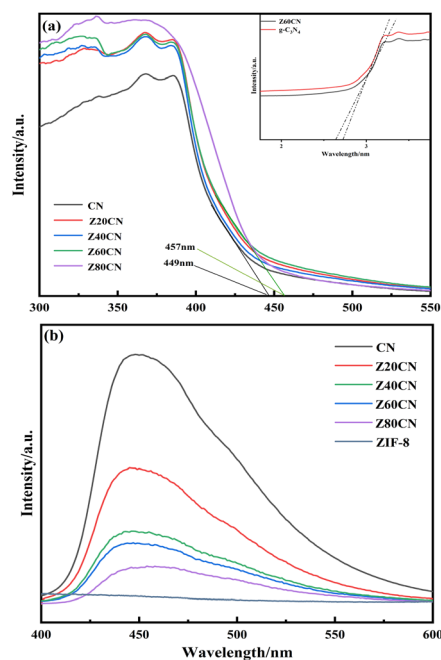 (a)
Z60CN
g-C₃N₄
2
3
Wavelength/nm
Intensity/a.u.
Intensity/a.u.
CN
Z20CN
Z40CN
Z60CN
Z80CN
457nm
449nm
300 350 400 450 500 550
(b)
CN
Z20CN
Z40CN
Z60CN
Z80CN
ZIF-8
Intensity/a.u.
400 450 500 550 600
Wavelength/nm